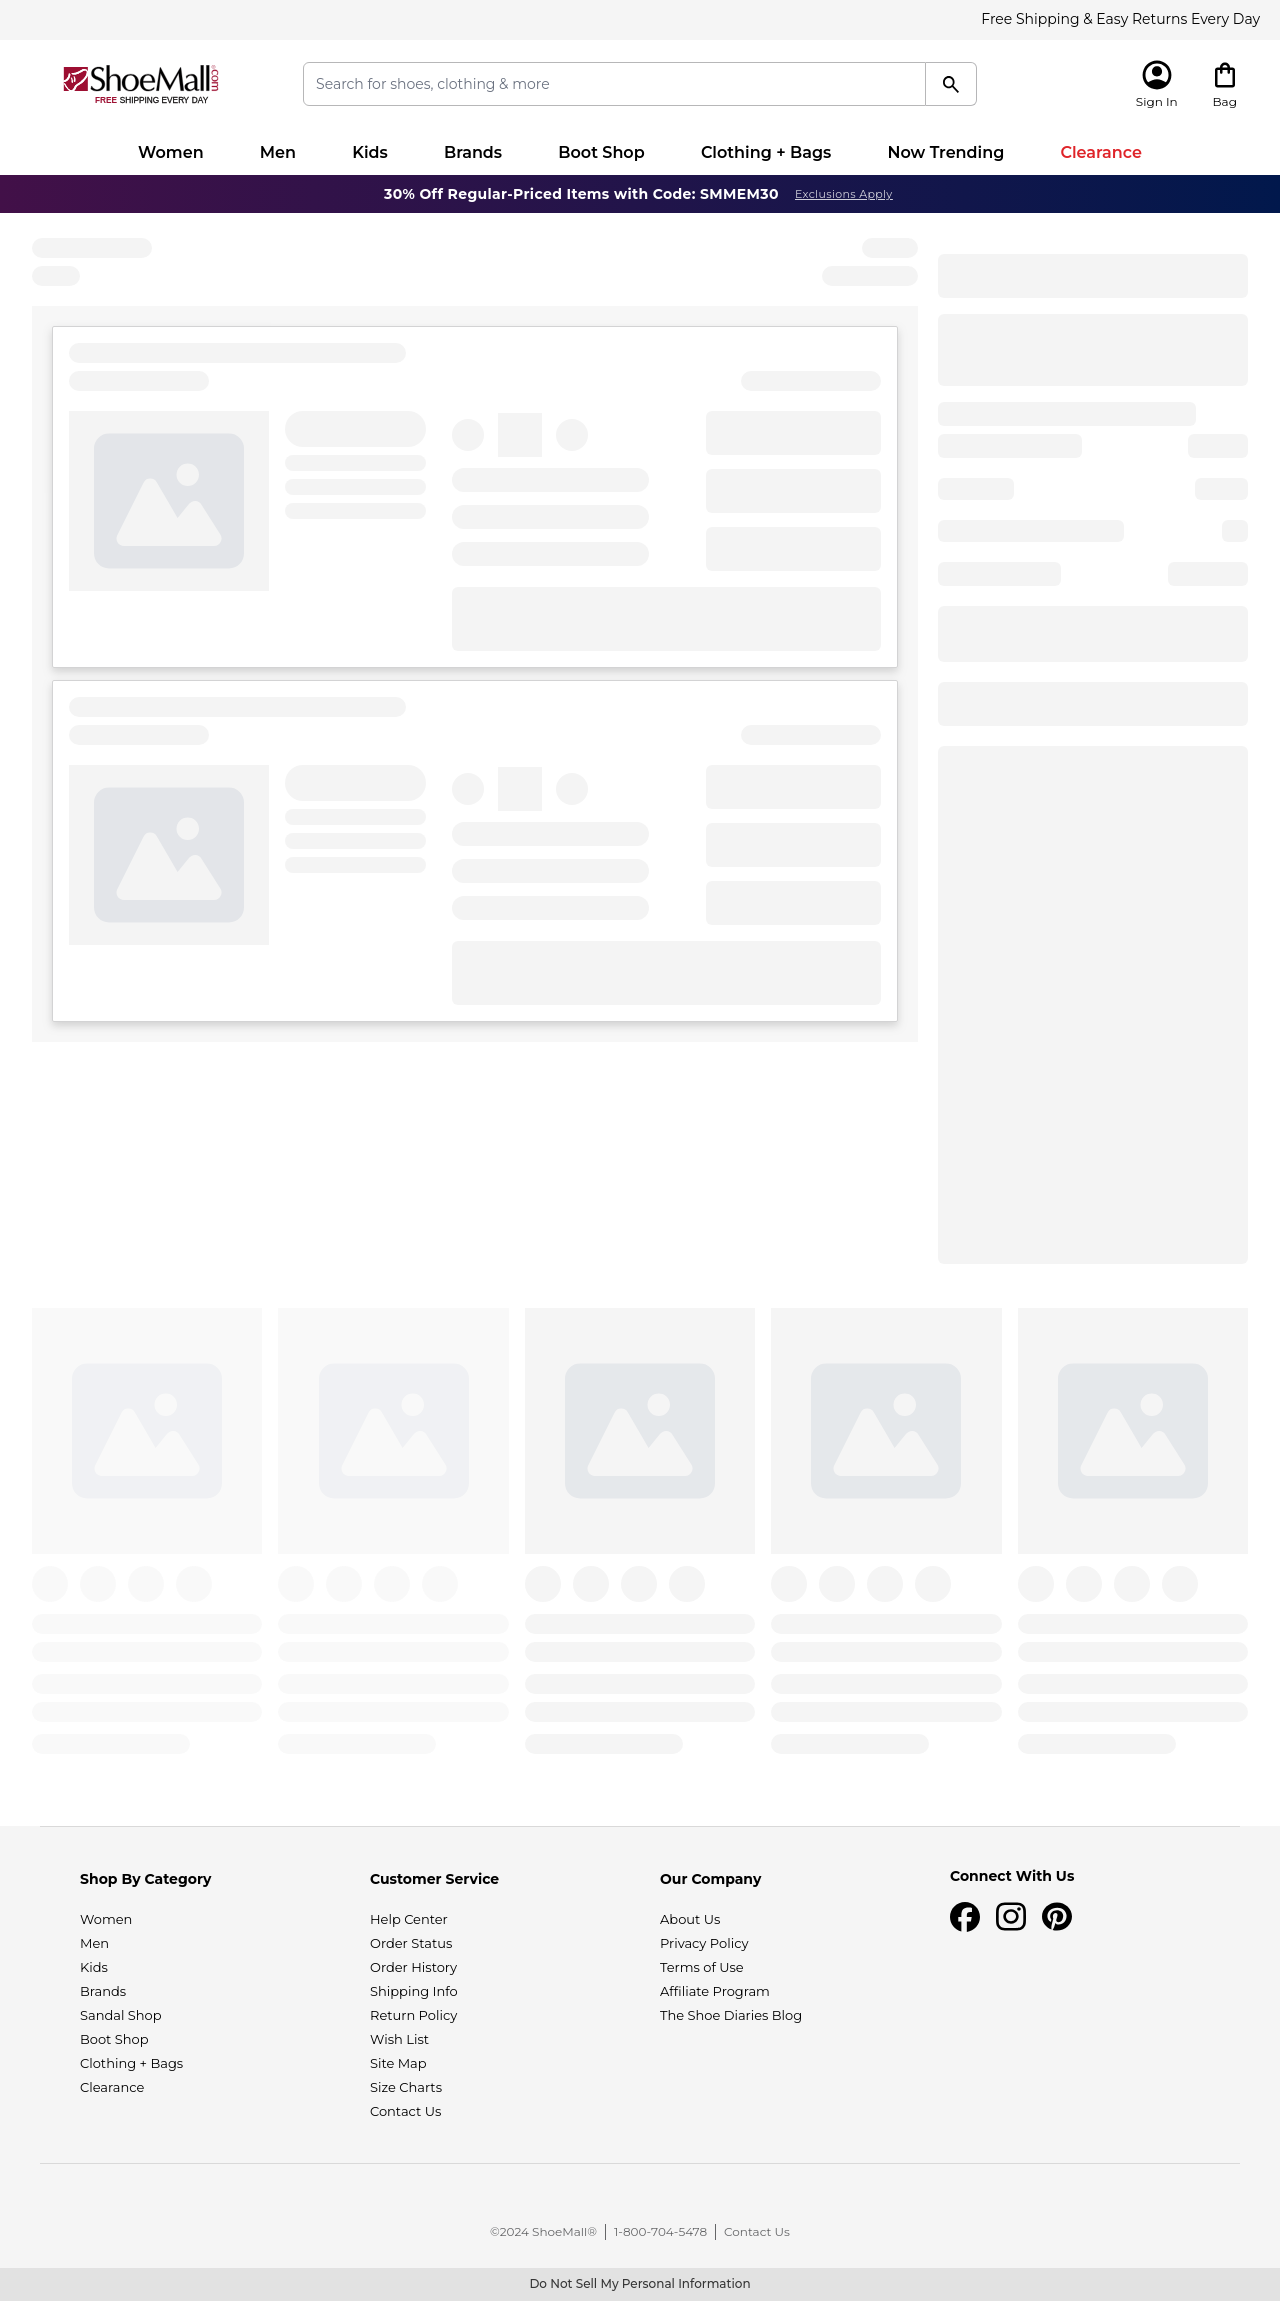 Free Shipping & Easy Returns Every Day
ShoeMall.com
FREE SHIPPING EVERY DAY
Search for shoes, clothing & more
Sign In
Bag
Women Men Kids Brands Boot Shop Clothing + Bags Now Trending Clearance
30% Off Regular-Priced Items with Code: SMMEM30 Exclusions Apply
Shop By Category
Women
Men
Kids
Brands
Sandal Shop
Boot Shop
Clothing + Bags
Clearance
Customer Service
Help Center
Order Status
Order History
Shipping Info
Return Policy
Wish List
Site Map
Size Charts
Contact Us
Our Company
About Us
Privacy Policy
Terms of Use
Affiliate Program
The Shoe Diaries Blog
Connect With Us
©2024 ShoeMall® | 1-800-704-5478 | Contact Us
Do Not Sell My Personal Information